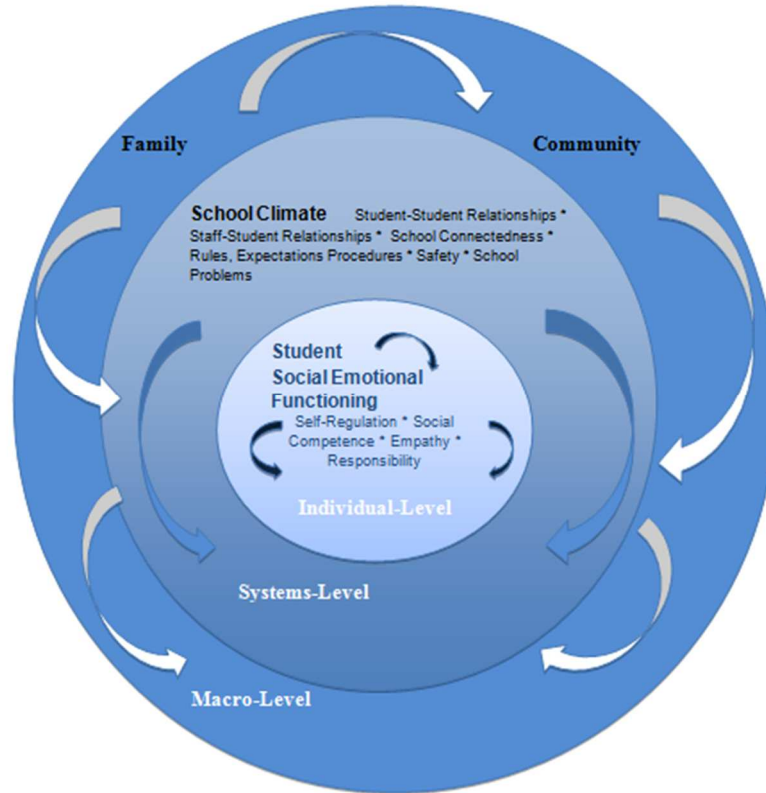 Family
Community
School Climate Student-Student Relationships *
Staff-Student Relationships * School Connectedness *
Rules, Expectations Procedures * Safety * School
Problems
Student
Social Emotional
Functioning
Self-Regulation * Social
Competence * Empathy *
Responsibility
Individual-Level
Systems-Level
Macro-Level